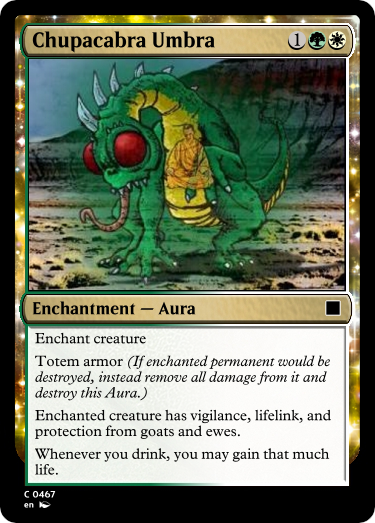 Chupacabra Umbra 1
Enchantment — Aura
Enchant creature
Totem armor (If enchanted permanent would be
destroyed, instead remove all damage from it and
destroy this Aura.)
Enchanted creature has vigilance, lifelink, and
protection from goats and ewes.
Whenever you drink, you may gain that much
life.
C 0467
en